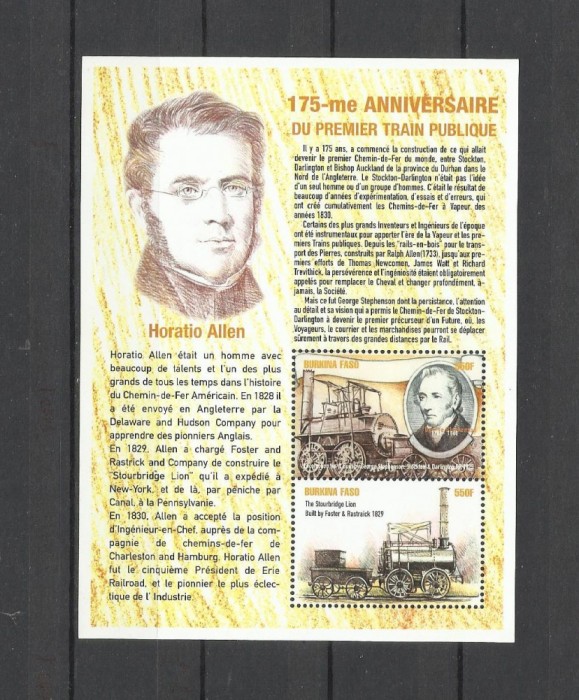 175-me ANNIVERSAIRE
DU PREMIER TRAIN PUBLIQUE
Il y a 175 ans, a commencé la construction de ce qui allait
devenir le premier Chemin-de-Fer du monde, entre Stockton,
Darlington et Bishop Auckland de la province du Durhan dans le
Nord de l'Angleterre. Le Stockton-Darlington n'était pas l'idée
d'un seul homme ou d'un groupe d'hommes. C'était le résultat de
beaucoup d'années d'expérimentation, d'essais et d'erreurs, qui
ont créé cumulativement les Chemins-de-Fer à Vapeur, des
années 1830.
Certains des plus grands Inventeurs et Ingénieurs de l'époque
ont été instrumentaux pour apporter l'ère de la Vapeur et les pre-
miers Trains publiques. Depuis les "rails-en-bois" pour le trans-
port des Pierres, construits par Ralph Allen(1733), jusqu'aux pre-
miers efforts de Thomas Newcomen, James Watt et Richard
Trevithick, la persévérence et l'ingéniosité étaient obligatoirement
appelés pour remplacer le Cheval et changer profondément, à-
jamais, la Société.
Mais ce fut George Stephenson dont la persistance, l'attention
au détail et sa vision qui a permis le Chemin-de-Fer de Stockton-
Darlington à devenir le premier précurseur d'un Future, où, les
Voyageurs, le courrier et les marchandises pourront se déplacer
sûrement à travers des grandes distances par le Rail.
Horatio Allen
Horatio Allen était un homme avec
beaucoup de talents et l'un des plus
grands de tous les temps dans l'histoire
du Chemin-de-Fer Américain. En 1828 il
a été envoyé en Angleterre par la
Delaware and Hudson Company pour
apprendre des pionniers Anglais.
En 1829, Allen a chargé Foster and
Rastrick and Company de construire le
"Stourbridge Lion" qu'il a expédié à
New-York, et de là, par péniche par
Canal, à la Pensylvanie.
En 1830, Allen a accepté la position
d'Ingénieur-en-Chef, auprès de la com-
pagnie de chemins-de-fer de
Charleston and Hamburg. Horatio Allen
fut le cinquième Président de Erie
Railroad, et le pionnier le plus éclec-
tique de l'Industrie.
BURKINA FASO 550F
BURKINA FASO 550F
The Stourbridge Lion
Built by Foster & Rastraick 1829